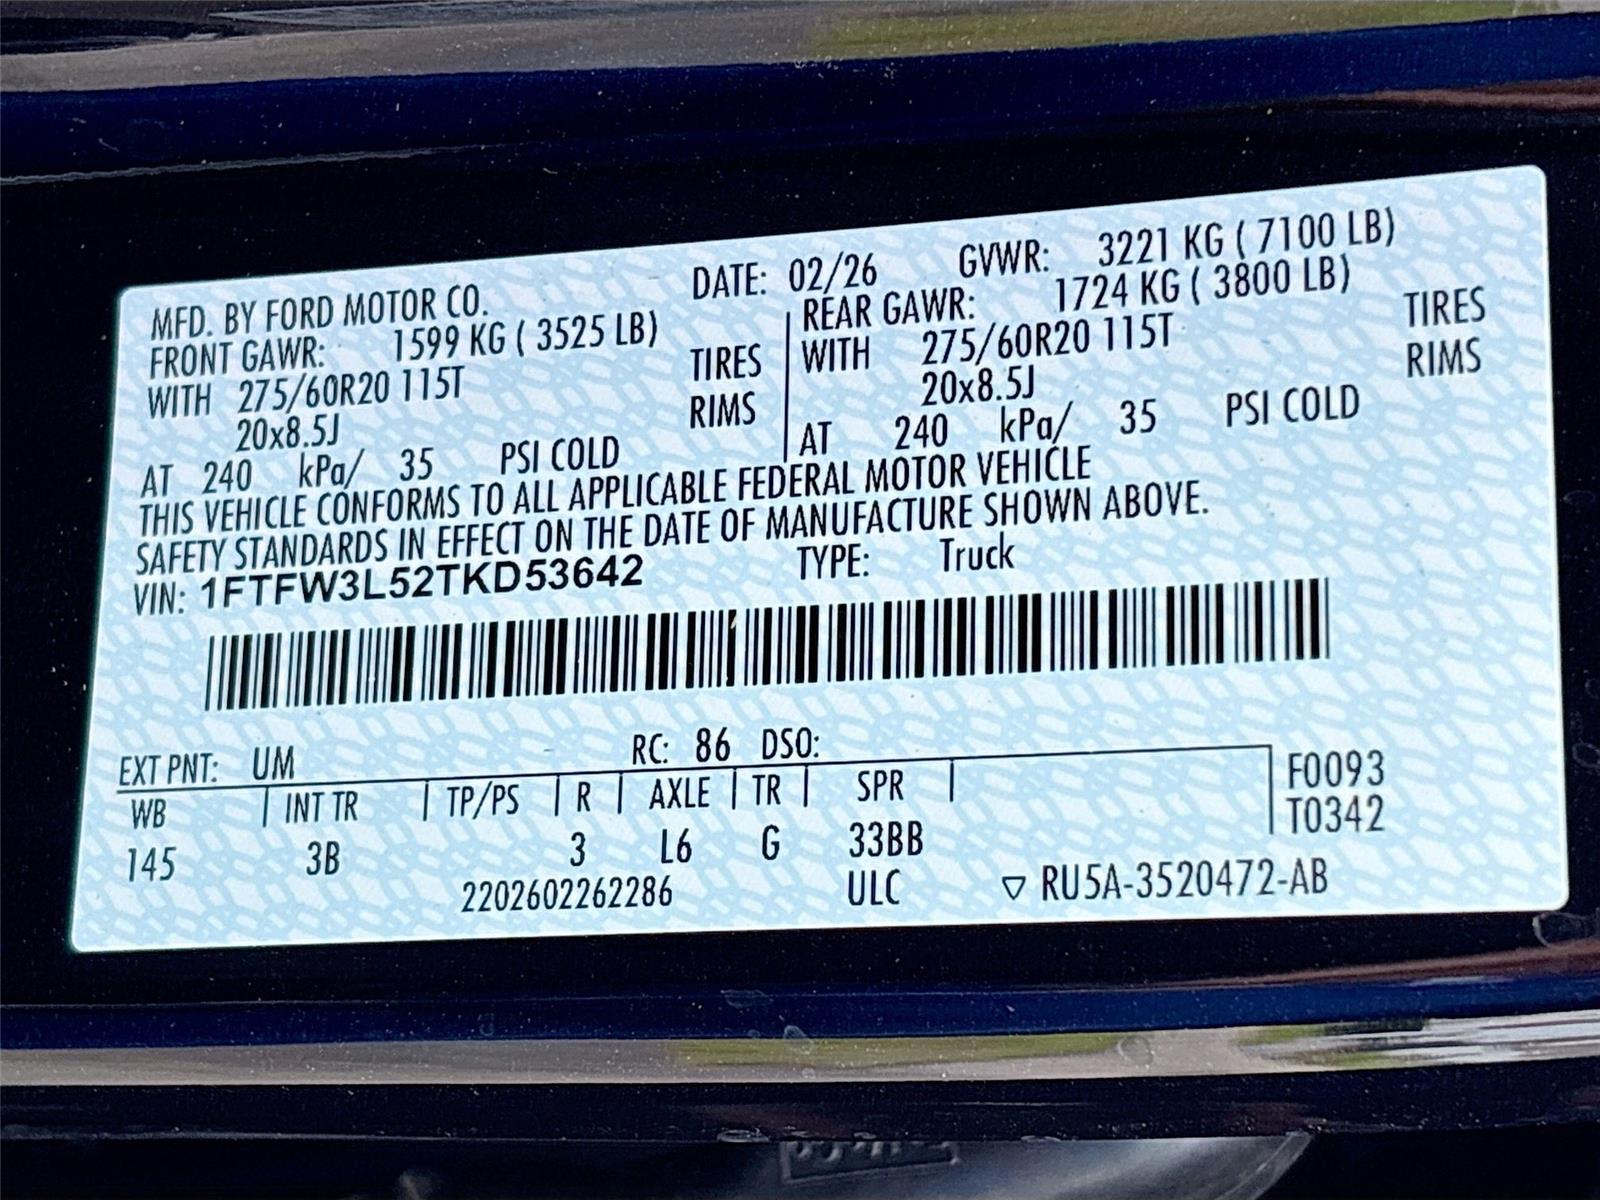 MFD. BY FORD MOTOR CO. DATE: 02/26 GVWR: 3221 KG ( 7100 LB)
FRONT GAWR: 1599 KG ( 3525 LB) REAR GAWR: 1724 KG ( 3800 LB)
WITH 275/60R20 115T TIRES WITH 275/60R20 115T TIRES
20x8.5J RIMS 20x8.5J RIMS
AT 240 kPa/ 35 PSI COLD AT 240 kPa/ 35 PSI COLD
THIS VEHICLE CONFORMS TO ALL APPLICABLE FEDERAL MOTOR VEHICLE
SAFETY STANDARDS IN EFFECT ON THE DATE OF MANUFACTURE SHOWN ABOVE.
VIN: 1FTFW3L52TKD53642 TYPE: Truck
EXT PNT: UM RC: 86 DSO:
WB INT TR TP/PS R AXLE TR SPR F0093
145 3B 3 L6 G 33BB T0342
2202602262286 ULC RU5A-3520472-AB